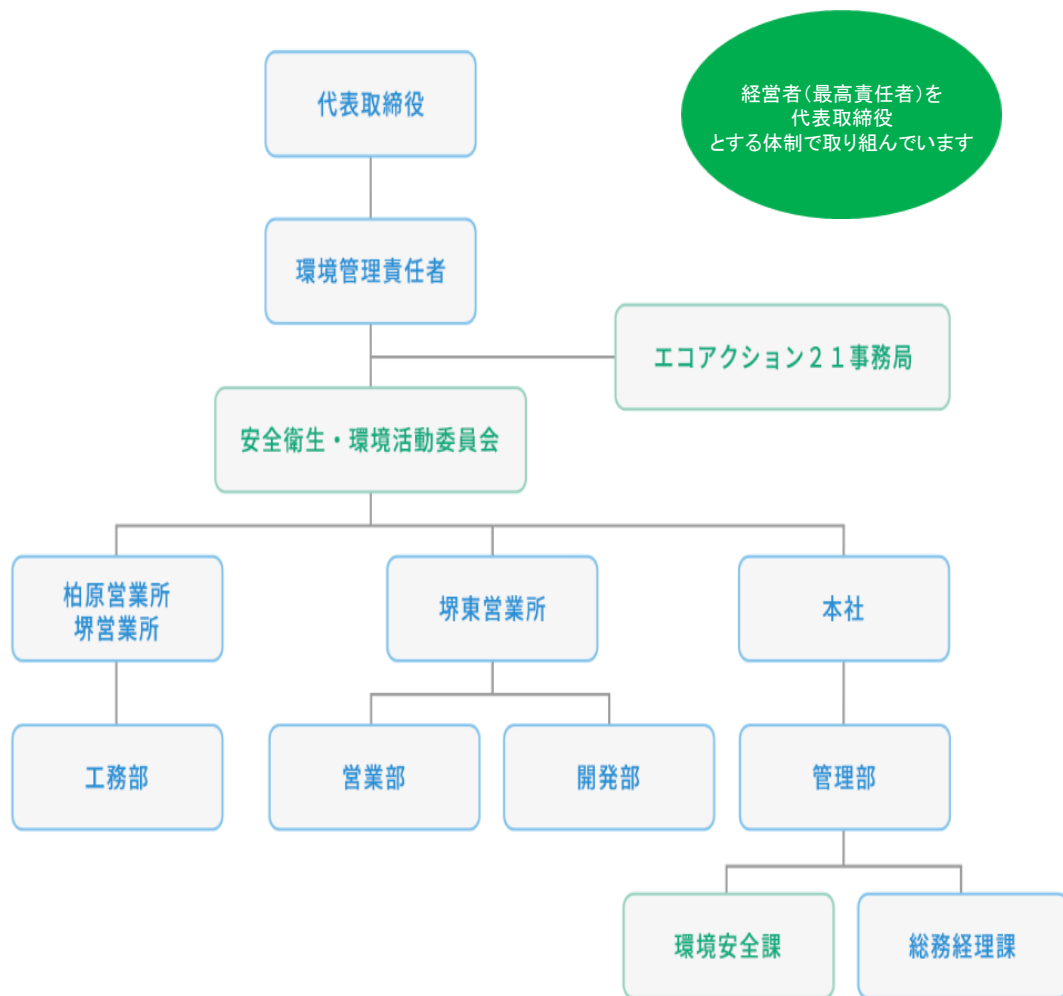 代表取締役
経営者（最高責任者）を
代表取締役
とする体制で取り組んでいます
環境管理責任者
エコアクション２１事務局
安全衛生・環境活動委員会
柏原営業所
堺営業所
堺東営業所
本社
工務部
営業部
開発部
管理部
環境安全課
総務経理課